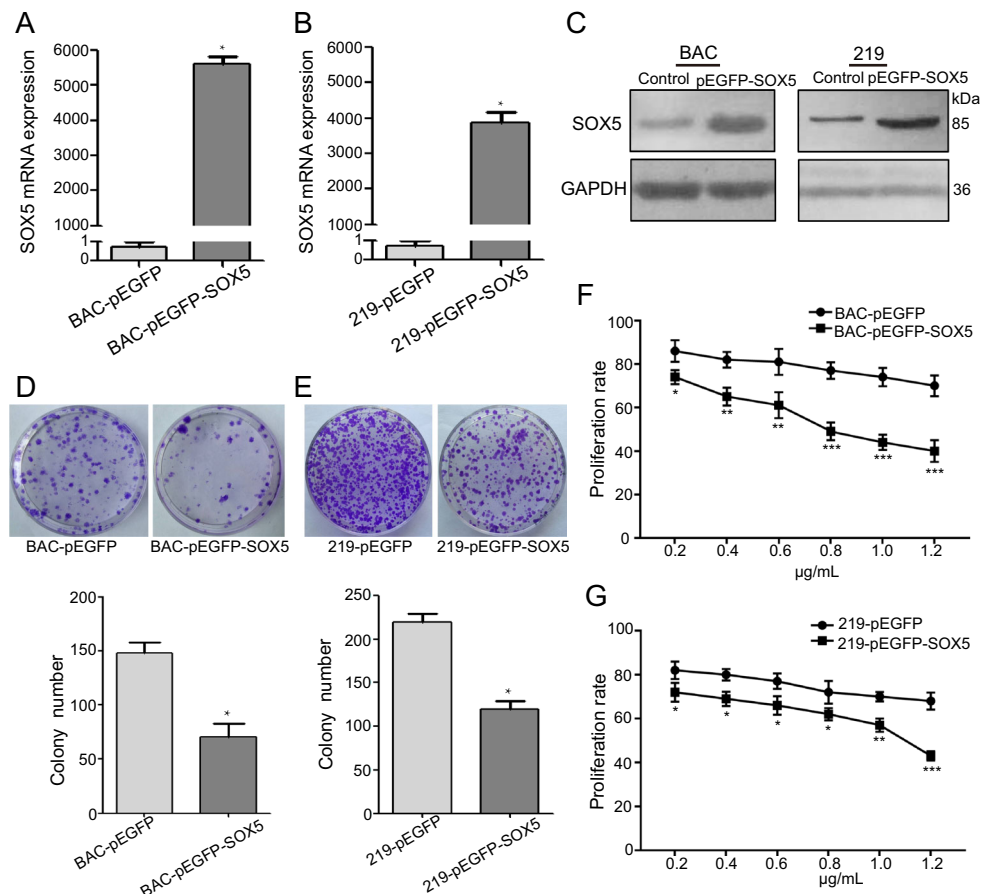 A
SOX5 mRNA expression
6000
5000
4000
3000
2000
1000
1
0
*
BAC-pEGFP
BAC-pEGFP-SOX5
B
SOX5 mRNA expression
6000
5000
4000
3000
2000
1000
1
0
*
219-pEGFP
219-pEGFP-SOX5
C
BAC
219
Control pEGFP-SOX5
Control pEGFP-SOX5
kDa
SOX5
85
GAPDH
36
D
BAC-pEGFP
BAC-pEGFP-SOX5
Colony number
200
150
100
50
0
*
BAC-pEGFP
BAC-pEGFP-SOX5
E
219-pEGFP
219-pEGFP-SOX5
Colony number
250
200
150
100
50
0
*
219-pEGFP
219-pEGFP-SOX5
F
BAC-pEGFP
BAC-pEGFP-SOX5
Proliferation rate
100
80
60
40
20
0
*
**
**
***
***
***
0.2 0.4 0.6 0.8 1.0 1.2
µg/mL
G
219-pEGFP
219-pEGFP-SOX5
Proliferation rate
100
80
60
40
20
0
*
*
*
*
**
***
0.2 0.4 0.6 0.8 1.0 1.2
µg/mL